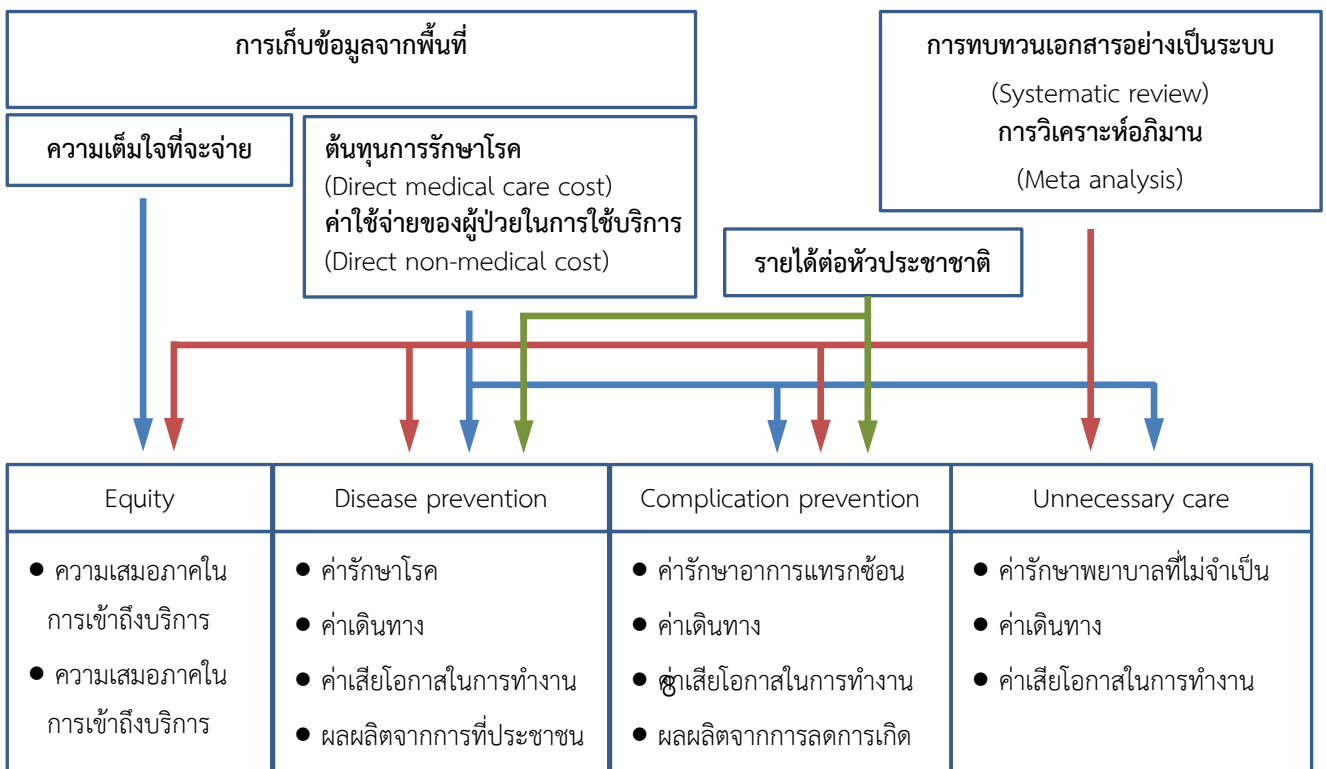 การเก็บข้อมูลจากพื้นที่
การทบทวนเอกสารอย่างเป็นระบบ
(Systematic review)
การวิเคราะห์อภิมาน
(Meta analysis)
ความเต็มใจที่จะจ่าย
ต้นทุนการรักษาโรค
(Direct medical care cost)
ค่าใช้จ่ายของผู้ป่วยในการใช้บริการ
(Direct non-medical cost)
รายได้ต่อหัวประชาชาติ
Equity
● ความเสมอภาคใน
การเข้าถึงบริการ
● ความเสมอภาคใน
การเข้าถึงบริการ
Disease prevention
● ค่ารักษาโรค
● ค่าเดินทาง
● ค่าเสียโอกาสในการทำงาน
● ผลผลิตจากการที่ประชาชน
Complication prevention
● ค่ารักษาอาการแทรกซ้อน
● ค่าเดินทาง
● ค่าเสียโอกาสในการทำงาน
● ผลผลิตจากการลดการเกิด
8
Unnecessary care
● ค่ารักษาพยาบาลที่ไม่จำเป็น
● ค่าเดินทาง
● ค่าเสียโอกาสในการทำงาน